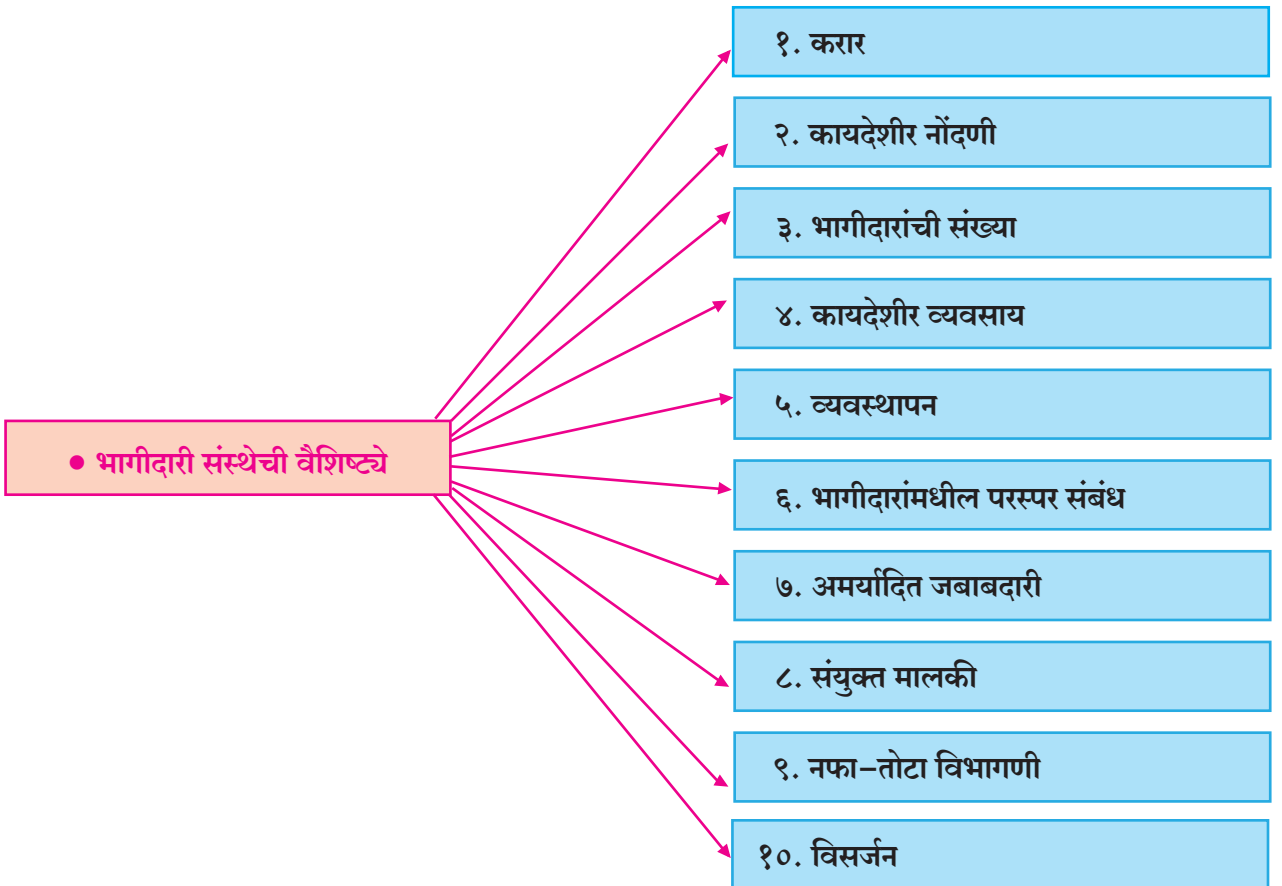 • भागीदारी संस्थेची वैशिष्ट्ये
१. करार
२. कायदेशीर नोंदणी
३. भागीदारांची संख्या
४. कायदेशीर व्यवसाय
५. व्यवस्थापन
६. भागीदारांमधील परस्पर संबंध
७. अमर्यादित जबाबदारी
८. संयुक्त मालकी
९. नफा-तोटा विभागणी
१०. विसर्जन